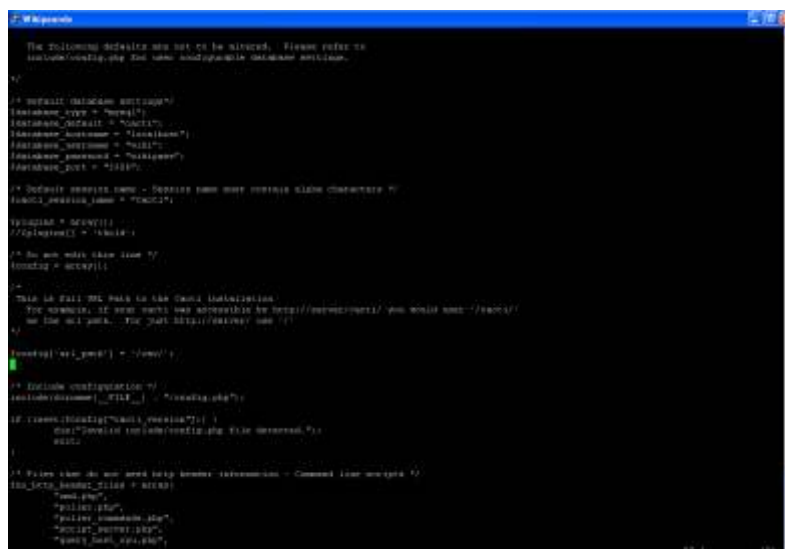 The following defaults are not to be altered. Please refer to
include/config.php for user configurable database settings.
*/
/* Default database settings*/
$database_type = "mysql";
$database_default = "cacti";
$database_hostname = "localhost";
$database_username = "wiki";
$database_password =
$database_port =
/* Default session name - Session name must contain alpha characters */
$cacti_session_name = "Cacti";
$plugins = array();
//$plugins[] =
/* Do not edit this line */
$config = array();
/*
This is full URL Path to the Cacti installation
For example, if your cacti was accessible by http://server/cacti/ you would user '/cacti/'
as the url path. For just http://server/ use '/'
*/
$config['url_path'] =
/* Include configuration */
include(dirname(__FILE__) . "/config.php");
if (isset($config["cacti_version"])) {
die("Invalid include/config.php file detected.");
exit;
}
/* Files that do not need http header information - Command line scripts */
$no_http_header_files = array(
"cmd.php",
"poller.php",
"poller_commands.php",
"script_server.php",
"query_host_cpu.php",